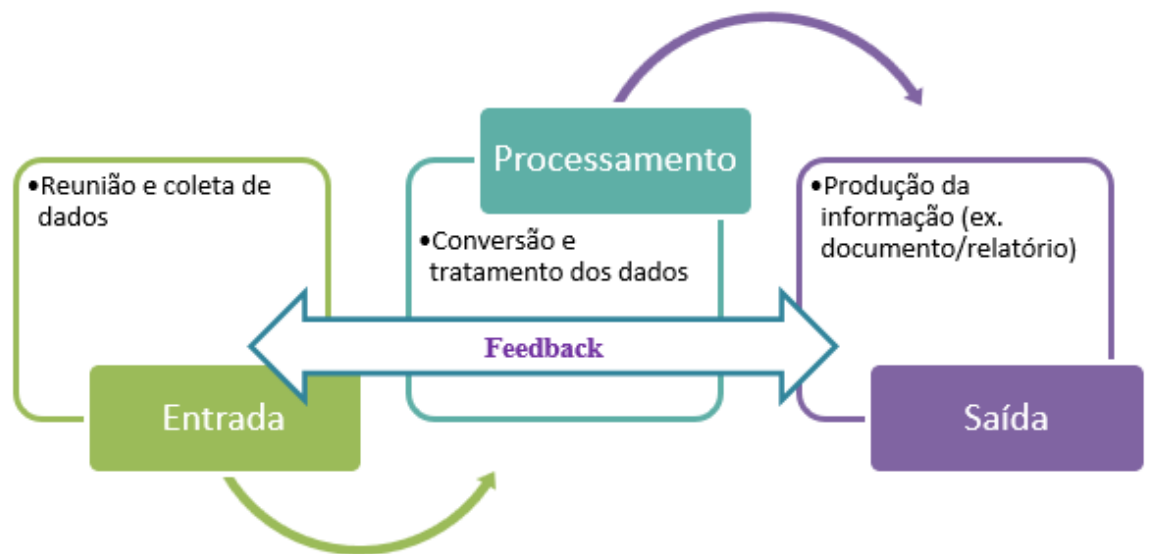 •Reunião e coleta de
dados
Entrada
Processamento
•Conversão e
tratamento dos dados
Feedback
•Produção da
informação (ex.
documento/relatório)
Saída